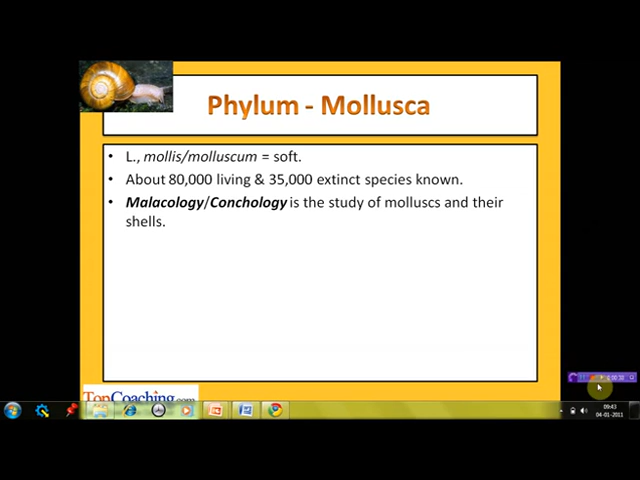 Phylum - Mollusca
• L., mollis/molluscum = soft.
• About 80,000 living & 35,000 extinct species known.
• Malacology/Conchology is the study of molluscs and their
shells.
TopCoaching.com
09:43
04-01-2011